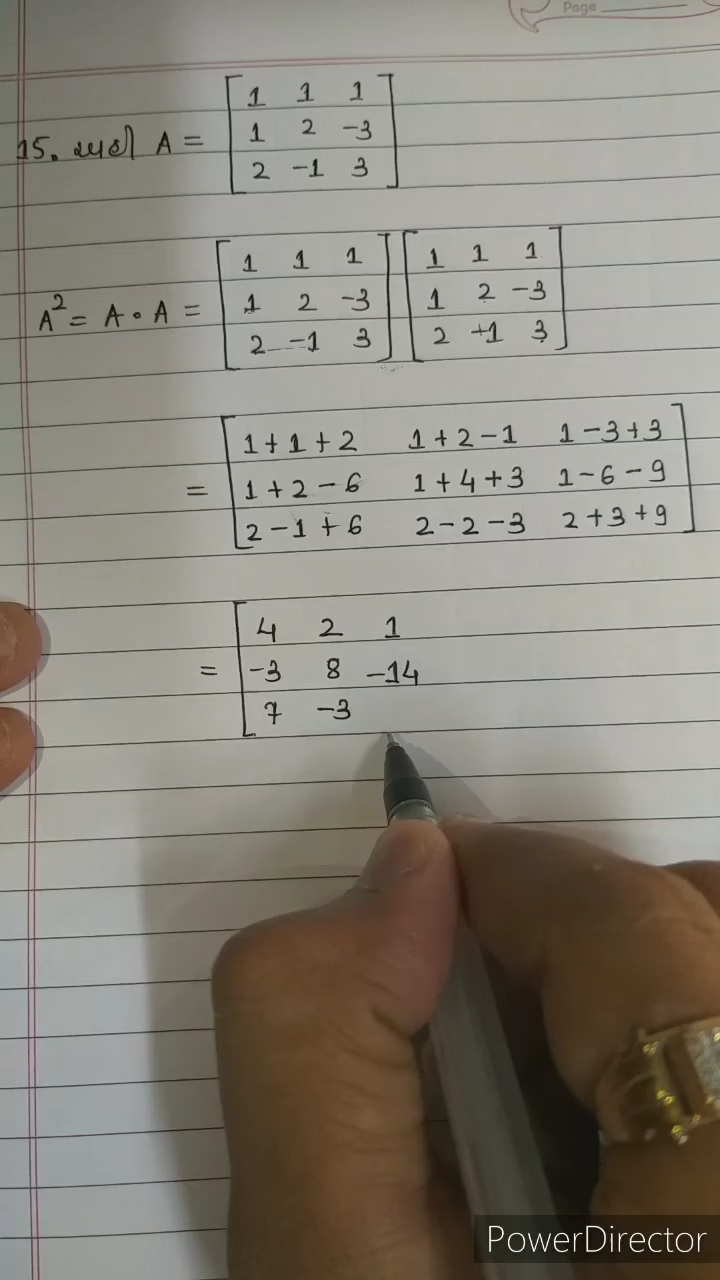 Page
15. અહીં A = [1 1 1
1 2 -3
2 -1 3]
A² = A • A = [1 1 1
1 2 -3
2 -1 3] [1 1 1
1 2 -3
2 +1 3]
= [1+1+2 1+2-1 1-3+3
1+2-6 1+4+3 1-6-9
2-1+6 2-2-3 2+3+9]
= [4 2 1
-3 8 -14
7 -3
PowerDirector